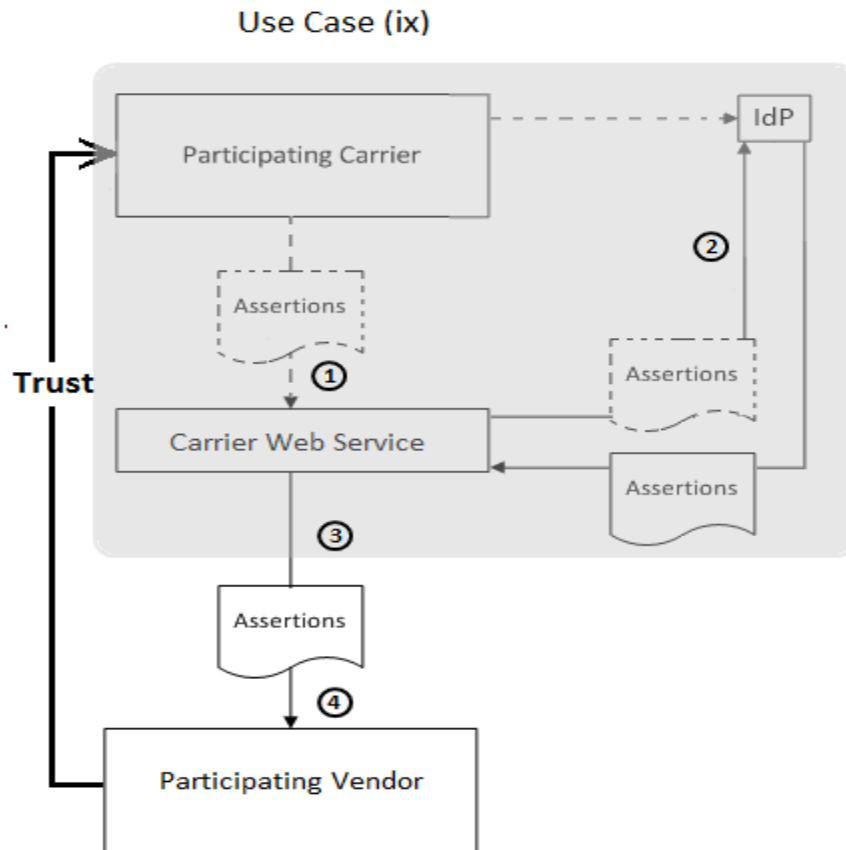 Use Case (ix)
IdP
Participating Carrier
2
Assertions
1
Trust
Assertions
Carrier Web Service
Assertions
3
Assertions
4
Participating Vendor